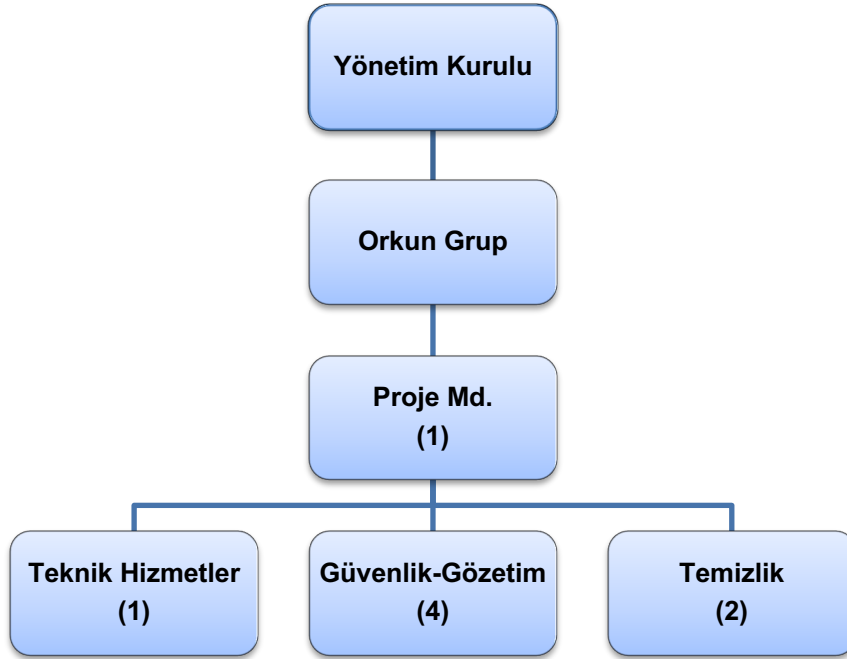 Yönetim Kurulu
Orkun Grup
Proje Md.
(1)
Teknik Hizmetler
(1)
Güvenlik-Gözetim
(4)
Temizlik
(2)